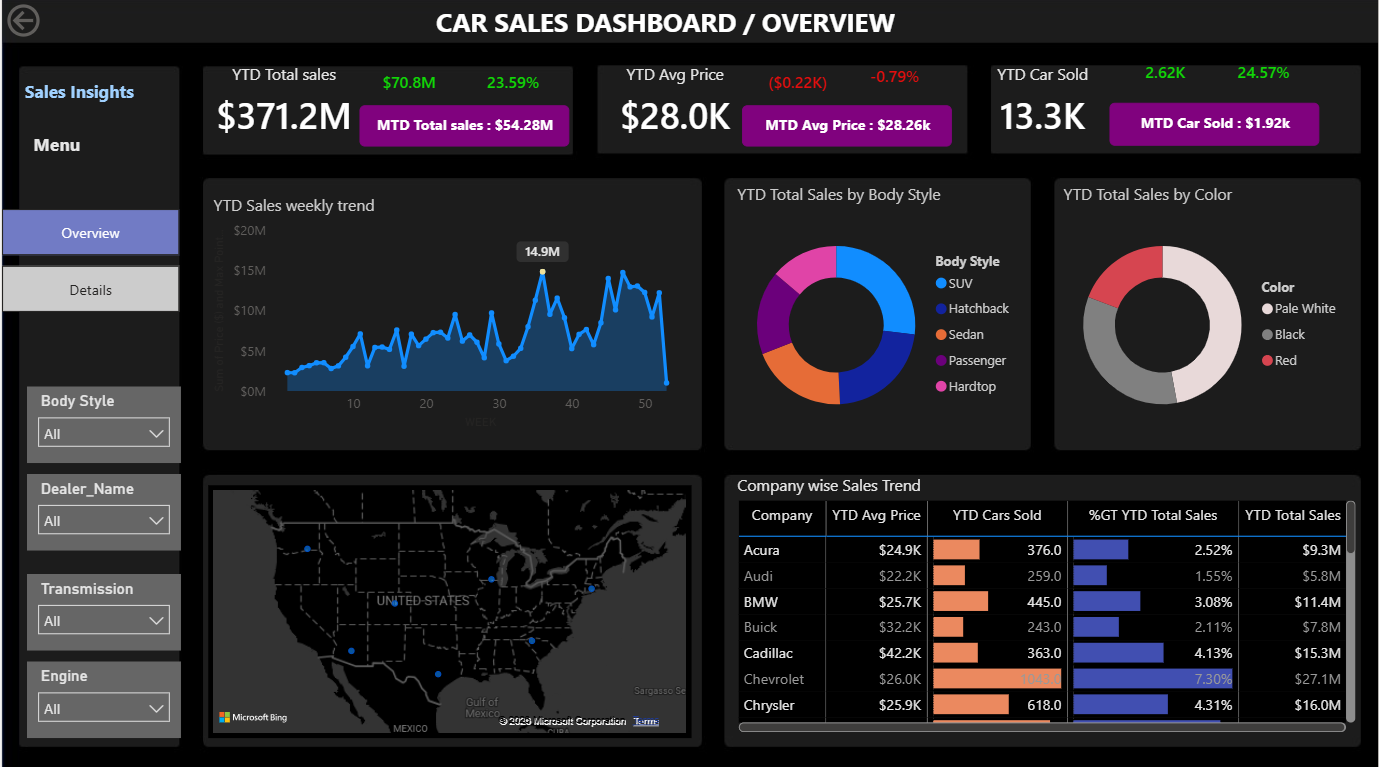 CAR SALES DASHBOARD / OVERVIEW
Sales Insights
Menu
Overview
Details
Body Style
All
Dealer_Name
All
Transmission
All
Engine
All
YTD Total sales
$70.8M 23.59%
$371.2M
MTD Total sales : $54.28M
YTD Avg Price
($0.22K) -0.79%
$28.0K
MTD Avg Price : $28.26k
YTD Car Sold
2.62K 24.57%
13.3K
MTD Car Sold : $1.92k
YTD Sales weekly trend
$20M
$15M
$10M
$5M
$0M
14.9M
10 20 30 40 50
WEEK
YTD Total Sales by Body Style
Body Style
SUV
Hatchback
Sedan
Passenger
Hardtop
YTD Total Sales by Color
Color
Pale White
Black
Red
UNITED STATES
MEXICO
Gulf of
Mexico
Sargasso Se
CUBA
Microsoft Bing
© 2026 Microsoft Corporation Terms
Company wise Sales Trend
Company YTD Avg Price YTD Cars Sold %GT YTD Total Sales YTD Total Sales
Acura $24.9K 376.0 2.52% $9.3M
Audi $22.2K 259.0 1.55% $5.8M
BMW $25.7K 445.0 3.08% $11.4M
Buick $32.2K 243.0 2.11% $7.8M
Cadillac $42.2K 363.0 4.13% $15.3M
Chevrolet $26.0K 1043.0 7.30% $27.1M
Chrysler $25.9K 618.0 4.31% $16.0M